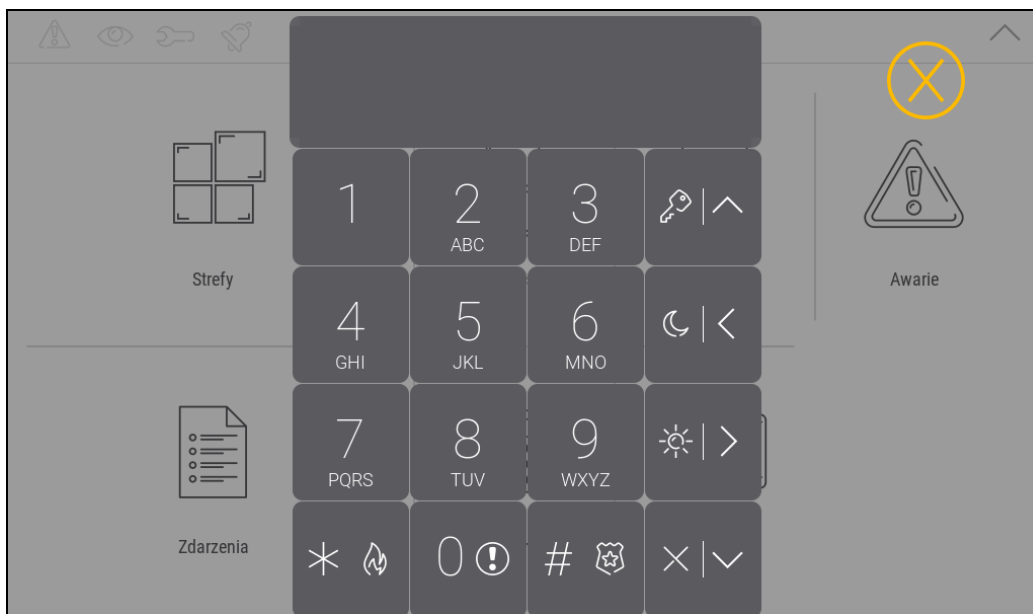 1
2
ABC
3
DEF
Strefy
Awarie
4
GHI
5
JKL
6
MNO
7
PQRS
8
TUV
9
WXYZ
Zdarzenia
*
0
#